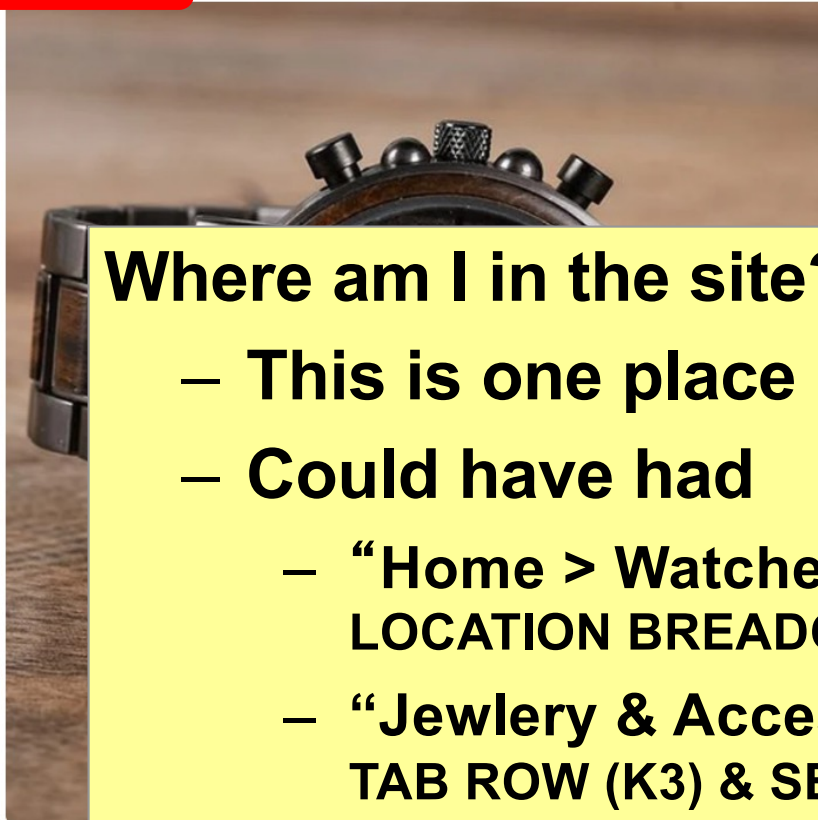 Where am I in the site?
– This is one place
– Could have had
– “Home > Watche
LOCATION BREAD
– “Jewlery & Acce
TAB ROW (K3) & SE